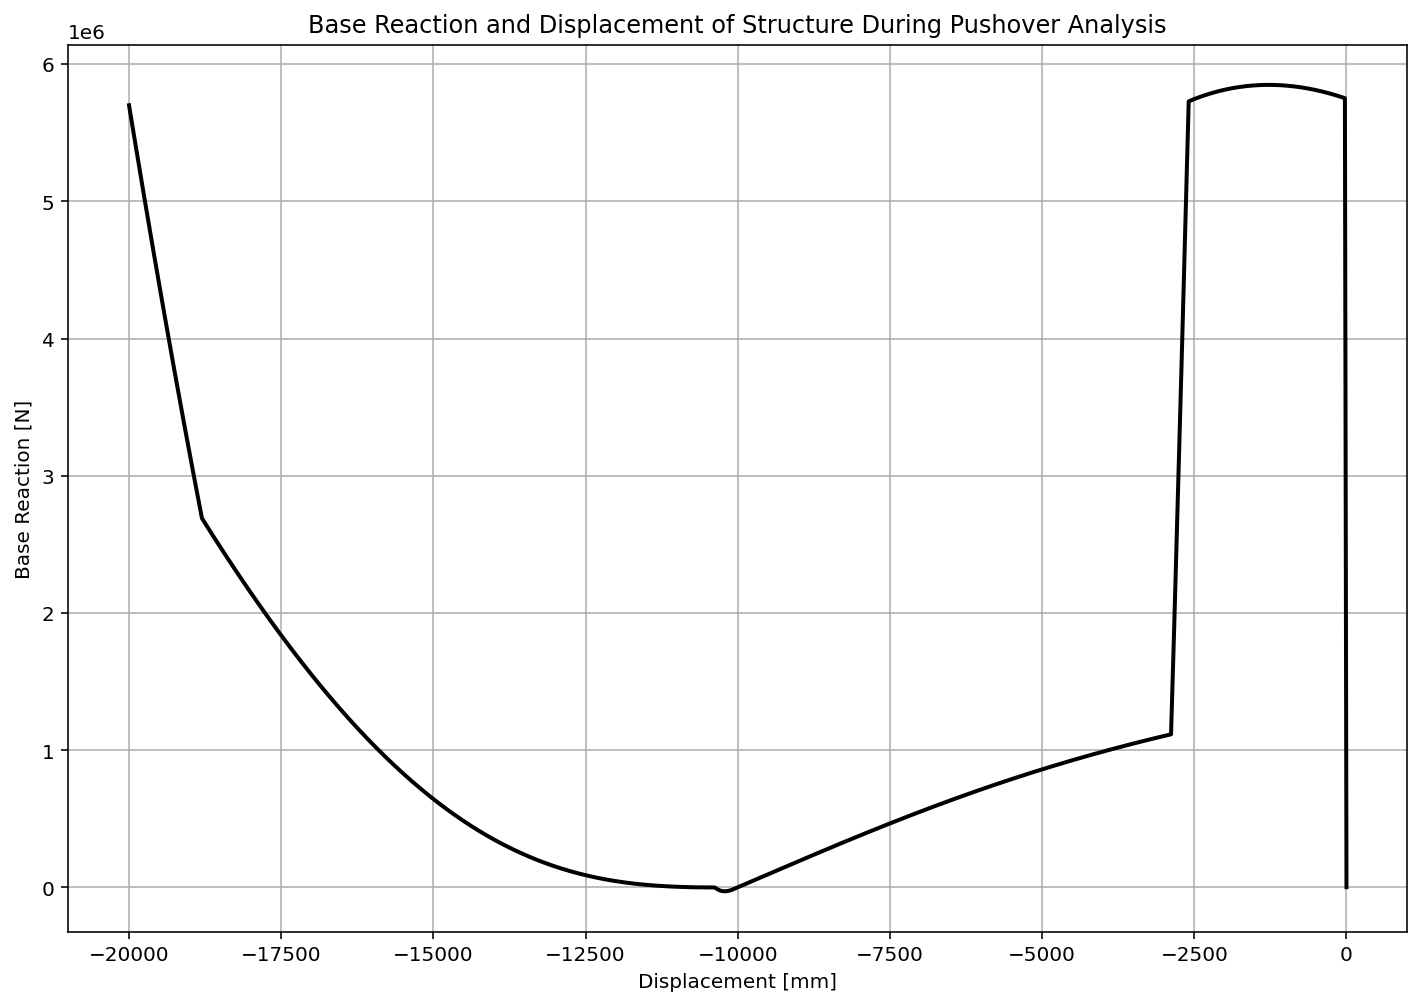 Base Reaction and Displacement of Structure During Pushover Analysis
1e6
6
5
4
3
2
1
0
Base Reaction [N]
−20000 −17500 −15000 −12500 −10000 −7500 −5000 −2500 0
Displacement [mm]